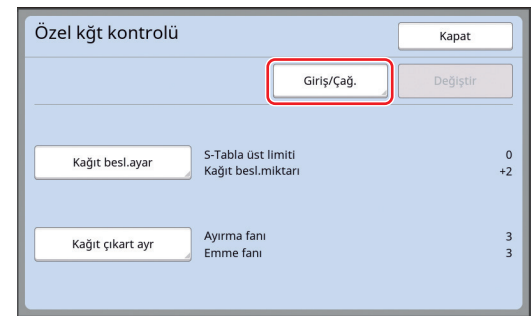 Özel kğt kontrolü
Kapat
Giriş/Çağ.
Değiştir
Kağıt besl.ayar
S-Tabla üst limiti 0
Kağıt besl.miktarı +2
Kağıt çıkart ayr
Ayırma fanı 3
Emme fanı 3